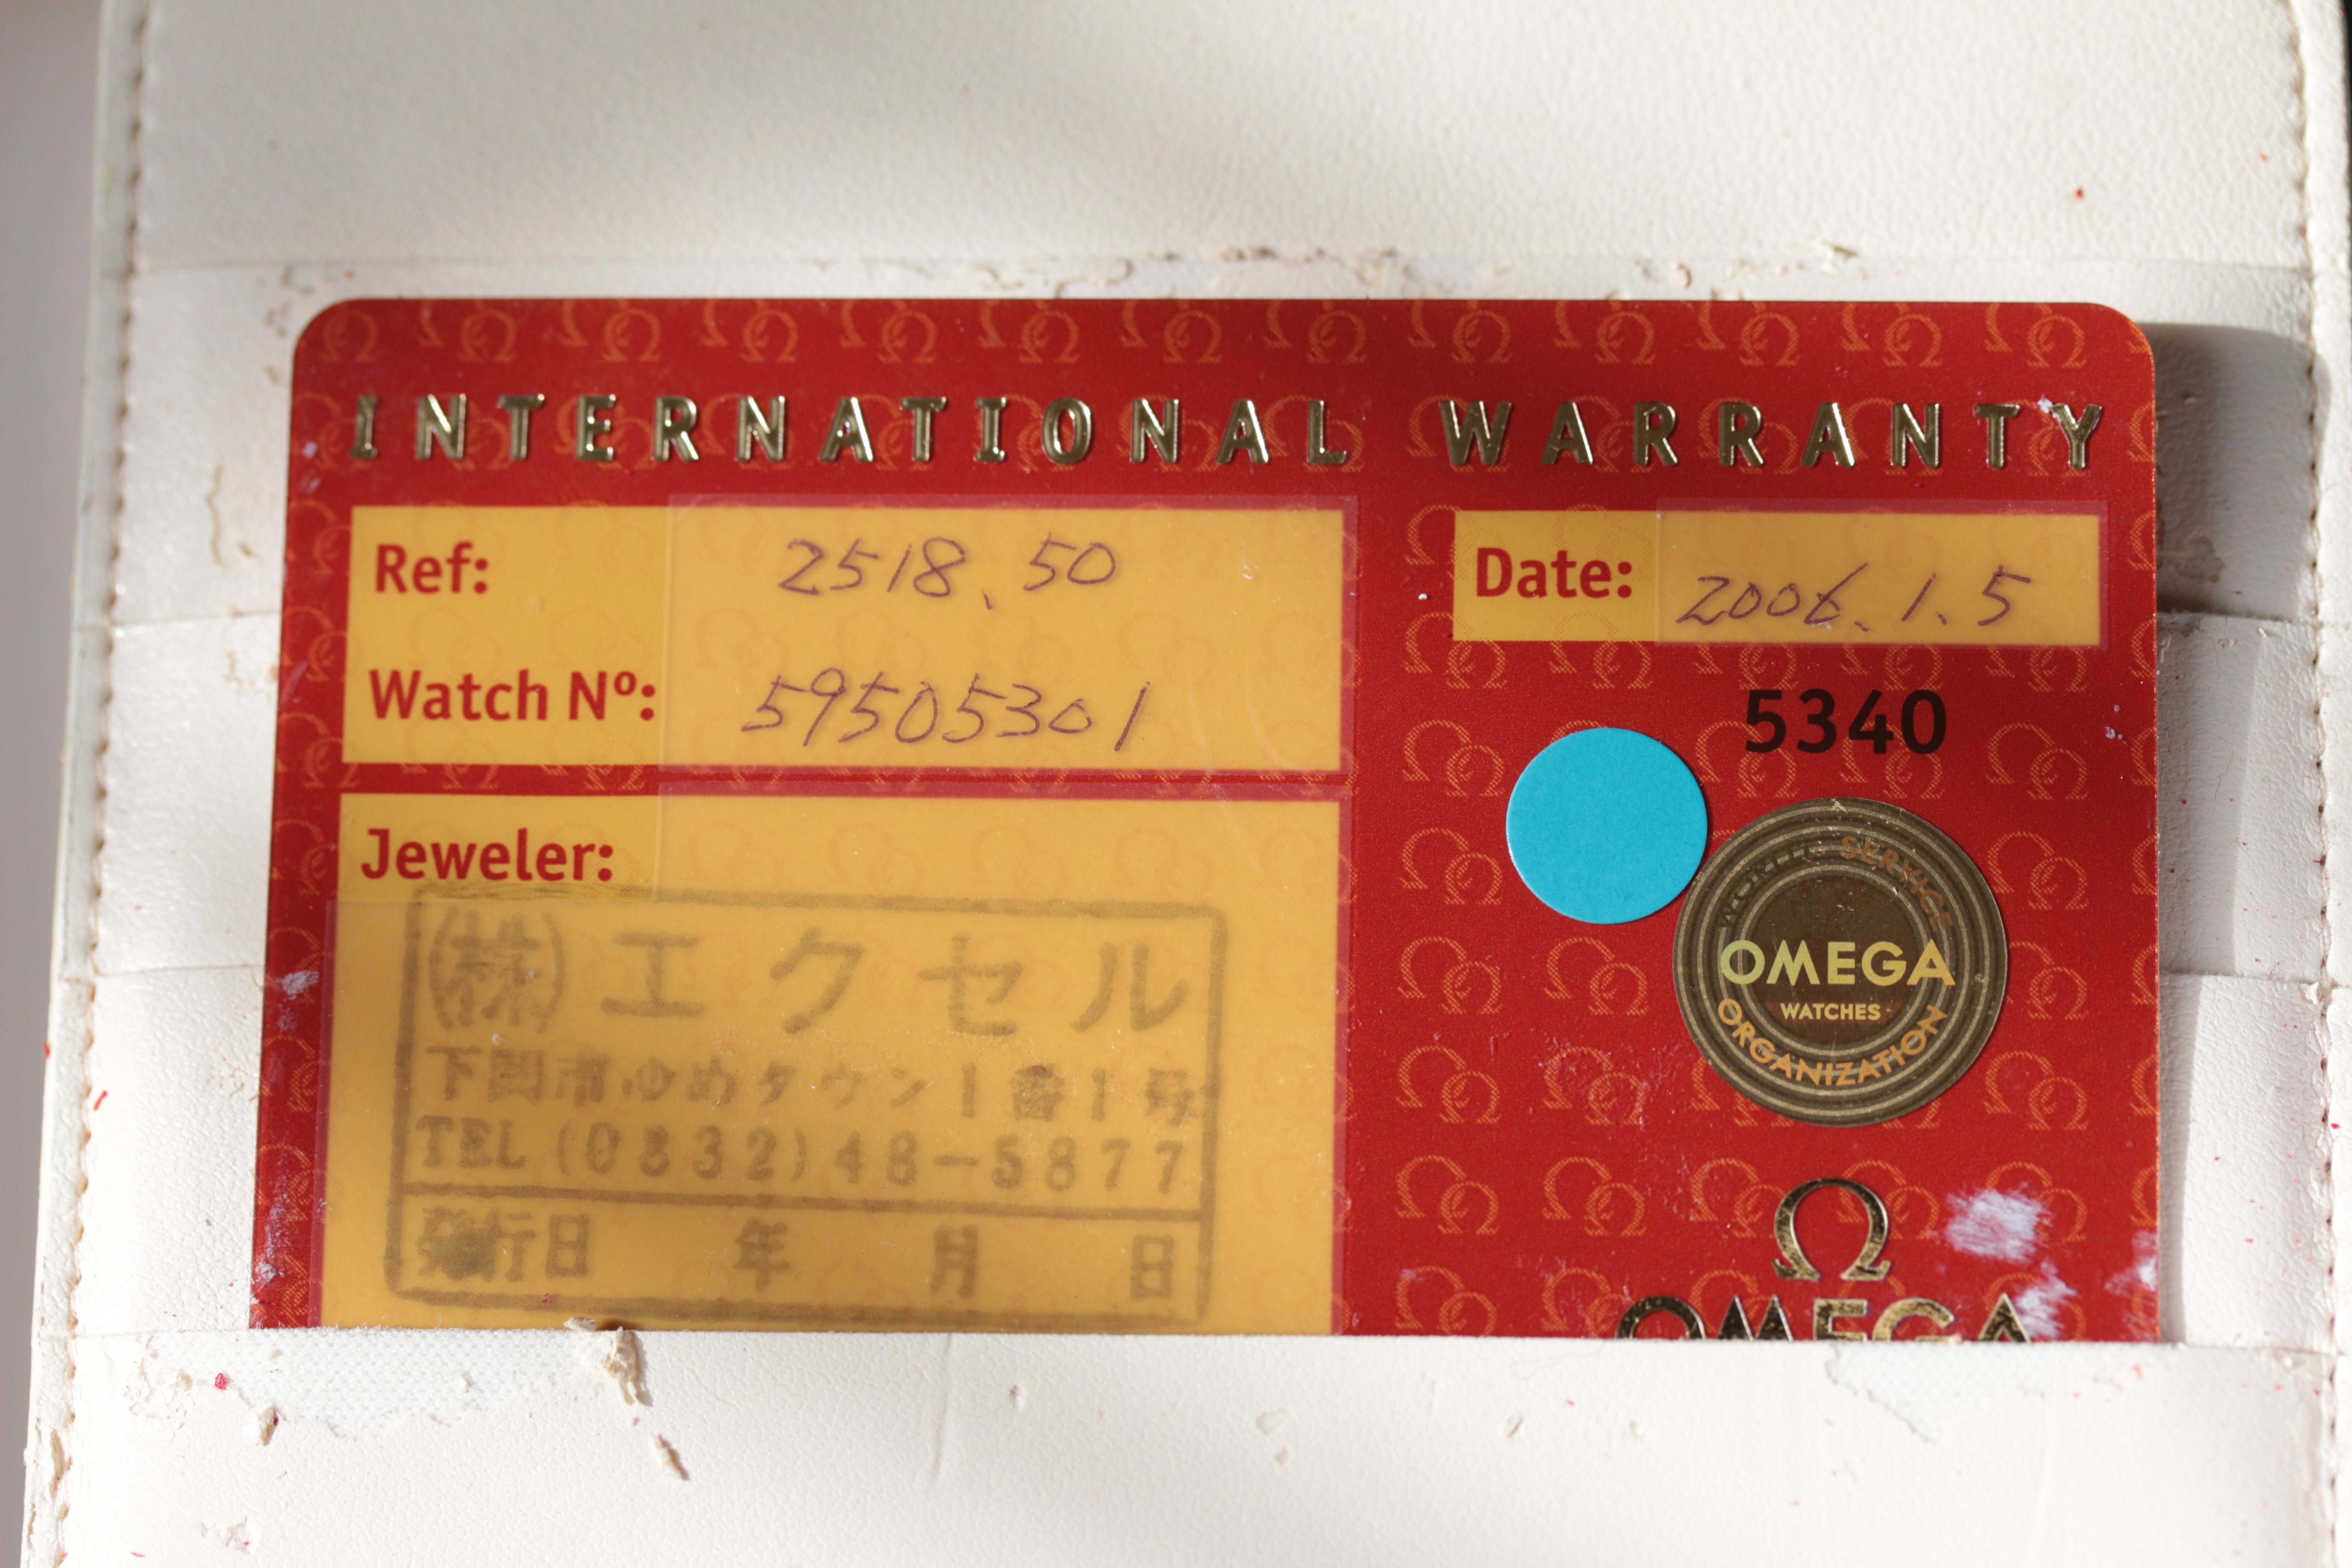 INTERNATIONAL WARRANTY
Ref: 2518.50
Watch Nº: 59505301
Date: 2006.1.5
5340
Jeweler:
(株)エクセル
下関市ゆめタウン1番1号
TEL (0832)48-5877
発行日 年 月 日
SERVICE
OMEGA
WATCHES
ORGANIZATION
Ω
OMEGA